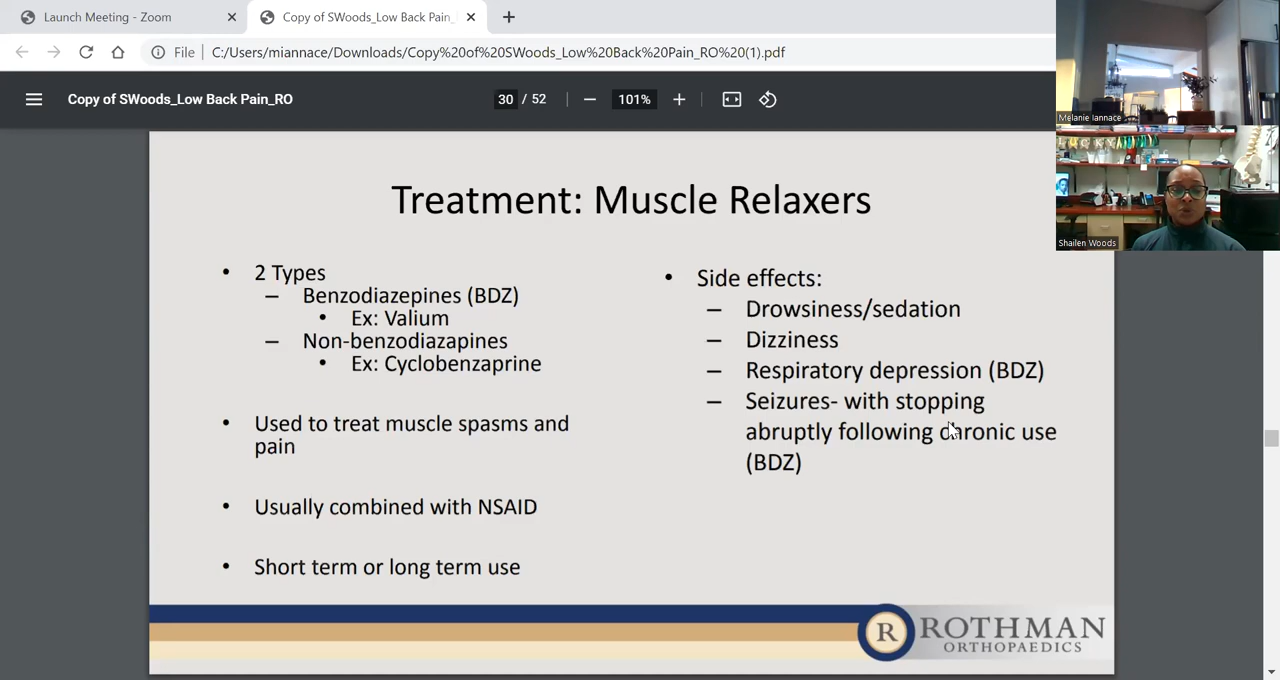 Launch Meeting - Zoom
Copy of SWoods_Low Back Pain_
File
C:/Users/miannace/Downloads/Copy%20of%20SWoods_Low%20Back%20Pain_RO%20(1).pdf
Copy of SWoods_Low Back Pain_RO
30 / 52
101%
Melanie Iannace
Shailen Woods
Treatment: Muscle Relaxers
• 2 Types
– Benzodiazepines (BDZ)
• Ex: Valium
– Non-benzodiazapines
• Ex: Cyclobenzaprine
• Used to treat muscle spasms and
pain
• Usually combined with NSAID
• Short term or long term use
• Side effects:
– Drowsiness/sedation
– Dizziness
– Respiratory depression (BDZ)
– Seizures- with stopping
abruptly following chronic use
(BDZ)
R ROTHMAN
ORTHOPAEDICS